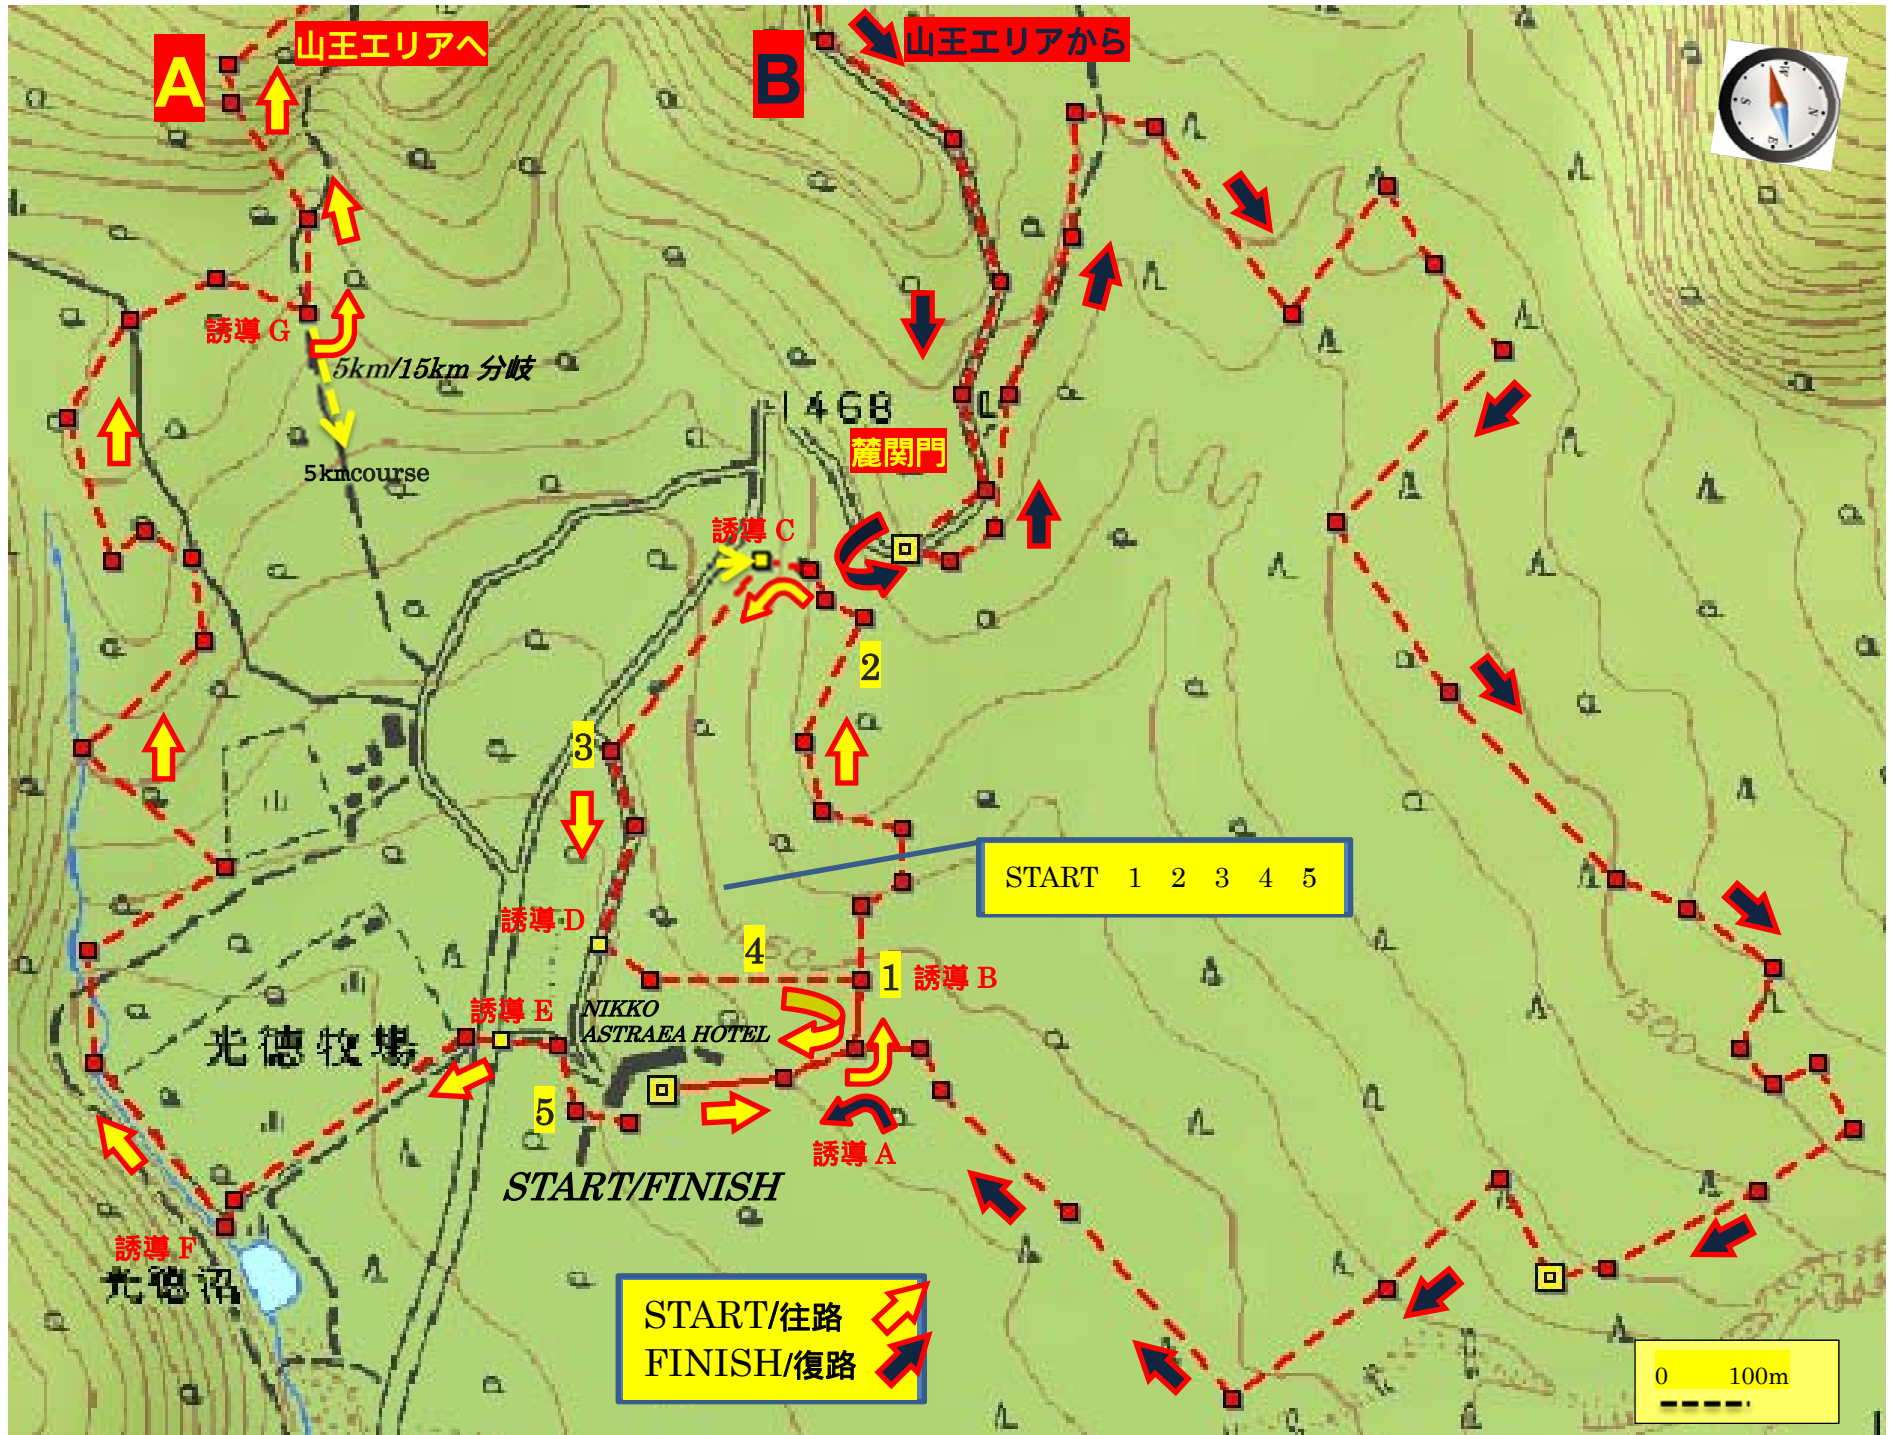 A
山王エリアへ
B
山王エリアから
誘導 G
5km/15km 分岐
1468
麓関門
5kmcourse
誘導 C
2
3
START 1 2 3 4 5
誘導 D
4
1
誘導 B
誘導 E
NIKKO
ASTRAEA HOTEL
光徳牧場
1500
5
誘導 A
START/FINISH
誘導 F
光徳沼
START/往路
FINISH/復路
0 100m